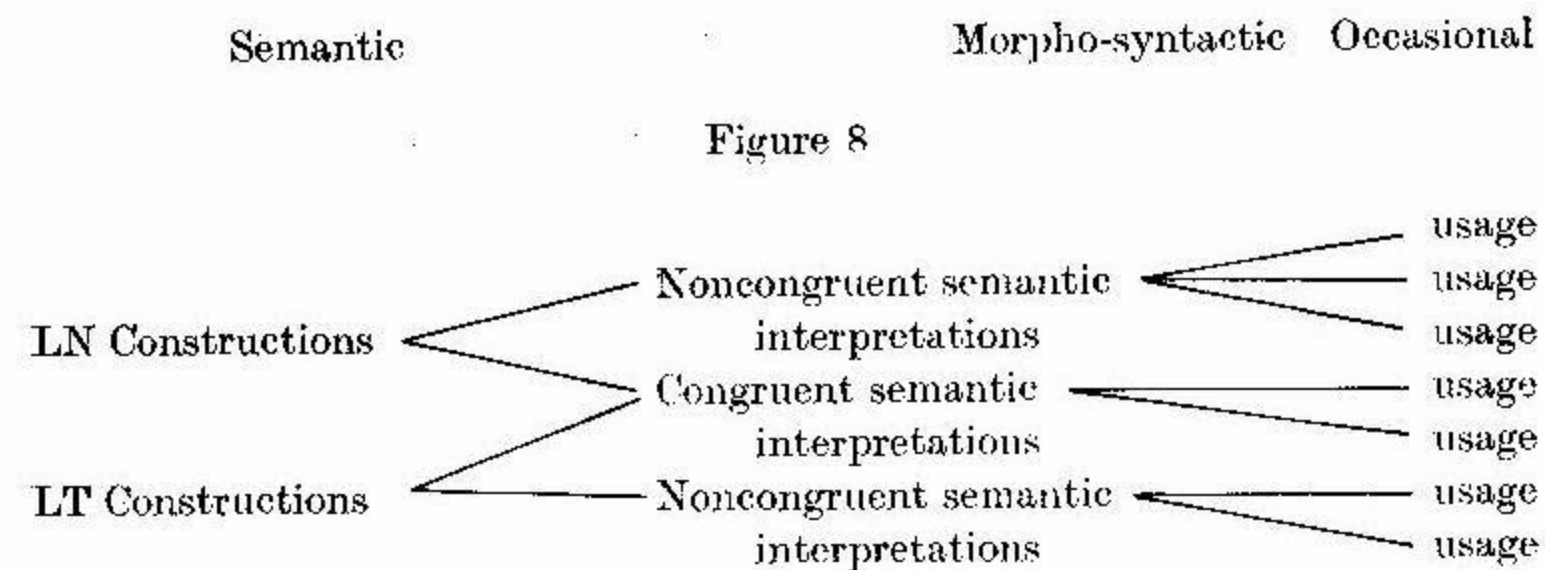 Semantic Morpho-syntactic Occasional
Figure 8
usage
Noncongruent semantic usage
LN Constructions interpretations usage
Congruent semantic usage
interpretations usage
LT Constructions Noncongruent semantic usage
interpretations usage